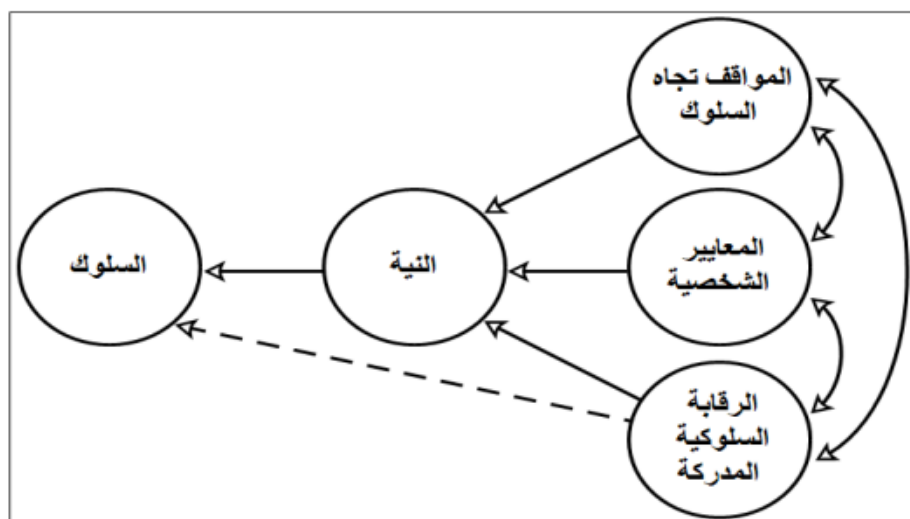 المواقف تجاه
السلوك
المعايير
الشخصية
الرقابة
السلوكية
المدركة
النية
السلوك